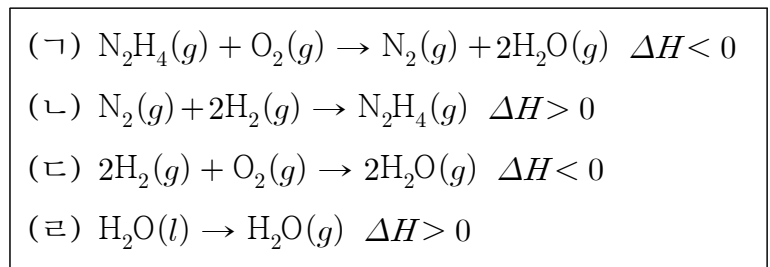 (ㄱ) N₂H₄(g) + O₂(g) → N₂(g) + 2H₂O(g) ΔH < 0
(ㄴ) N₂(g) + 2H₂(g) → N₂H₄(g) ΔH > 0
(ㄷ) 2H₂(g) + O₂(g) → 2H₂O(g) ΔH < 0
(ㄹ) H₂O(l) → H₂O(g) ΔH > 0